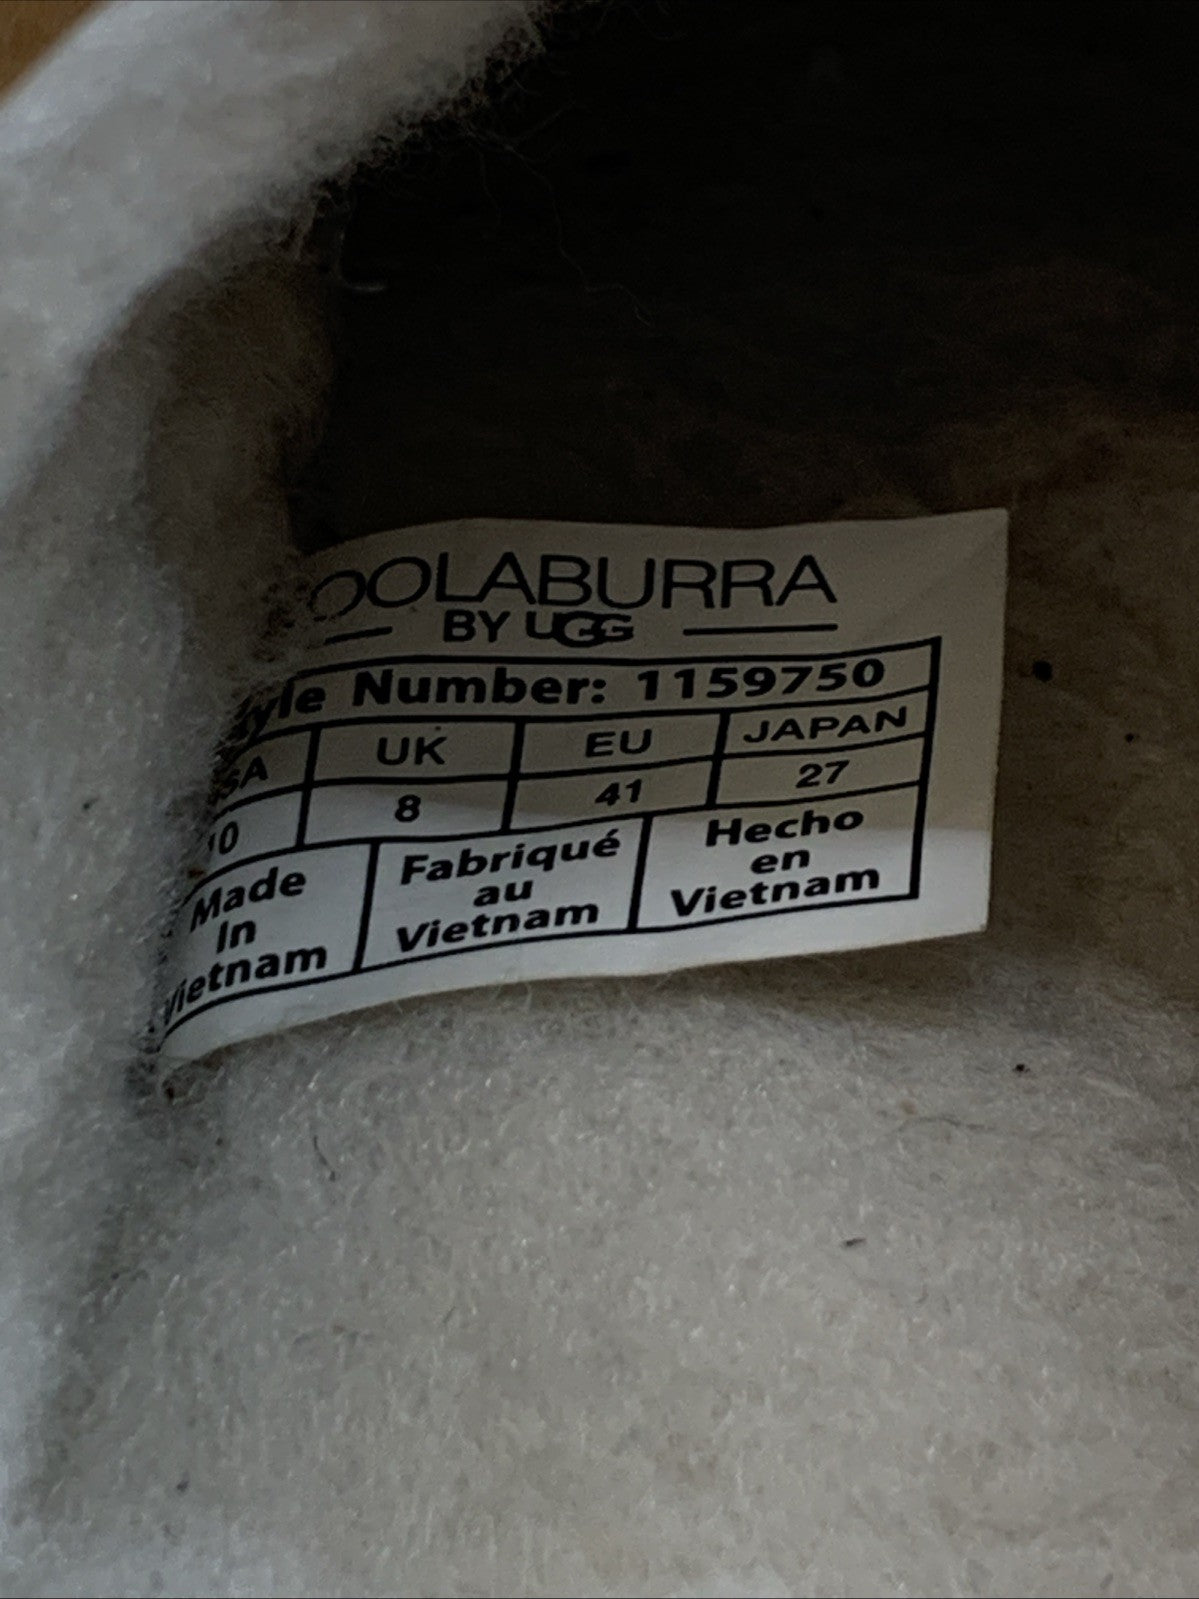 OOLABURRA
BY UGG
yle Number: 1159750
SA UK EU JAPAN
10 8 41 27
Made
In
Vietnam
Fabriqué
au
Vietnam
Hecho
en
Vietnam